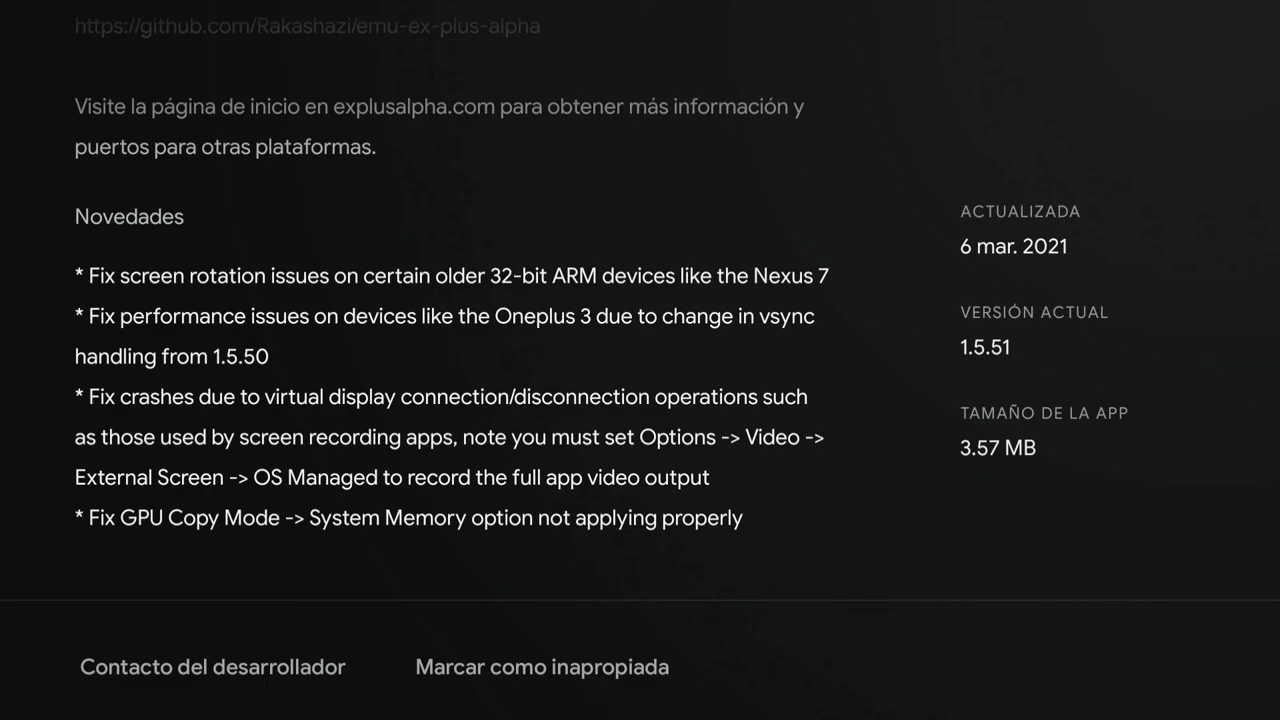 https://github.com/Rakashazi/emu-ex-plus-alpha
Visite la página de inicio en explusalpha.com para obtener más información y
puertos para otras plataformas.
Novedades
* Fix screen rotation issues on certain older 32-bit ARM devices like the Nexus 7
* Fix performance issues on devices like the Oneplus 3 due to change in vsync
handling from 1.5.50
* Fix crashes due to virtual display connection/disconnection operations such
as those used by screen recording apps, note you must set Options -> Video ->
External Screen -> OS Managed to record the full app video output
* Fix GPU Copy Mode -> System Memory option not applying properly
ACTUALIZADA
6 mar. 2021
VERSIÓN ACTUAL
1.5.51
TAMAÑO DE LA APP
3.57 MB
Contacto del desarrollador
Marcar como inapropiada